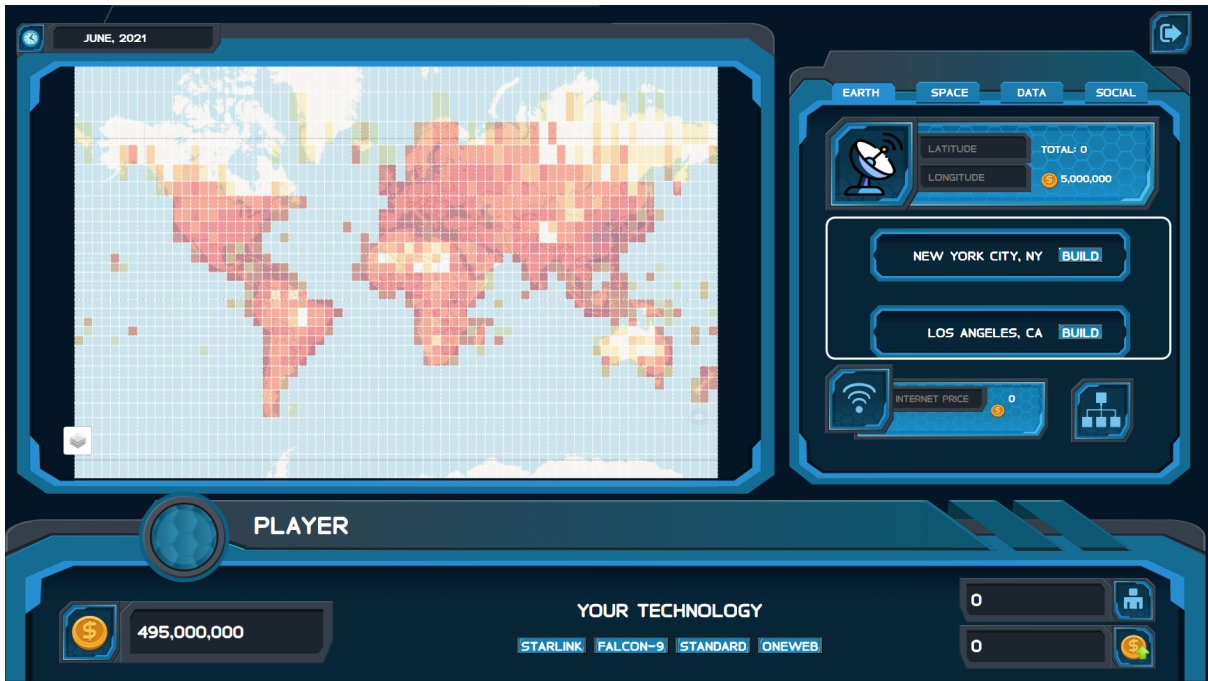 JUNE, 2021
EARTH
SPACE
DATA
SOCIAL
LATITUDE
TOTAL: 0
LONGITUDE
5,000,000
NEW YORK CITY, NY
BUILD
LOS ANGELES, CA
BUILD
INTERNET PRICE
0
PLAYER
495,000,000
YOUR TECHNOLOGY
STARLINK
FALCON-9
STANDARD
ONEWEB
0
0